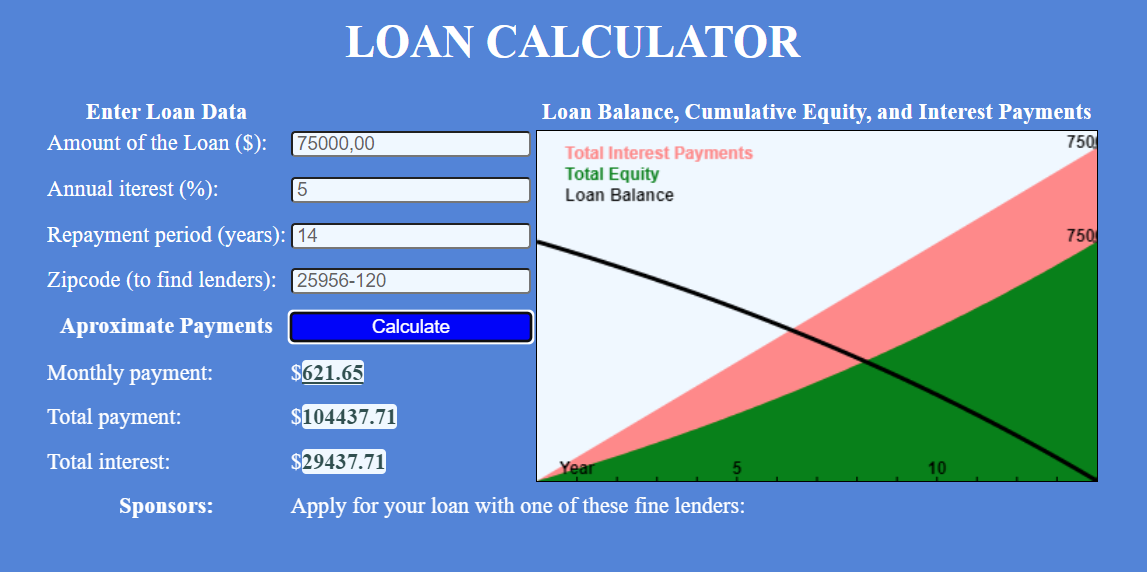 LOAN CALCULATOR
Enter Loan Data
Amount of the Loan ($): 75000,00
Annual iterest (%): 5
Repayment period (years): 14
Zipcode (to find lenders): 25956-120
Aproximate Payments Calculate
Monthly payment: $621.65
Total payment: $104437.71
Total interest: $29437.71
Sponsors: Apply for your loan with one of these fine lenders:
Loan Balance, Cumulative Equity, and Interest Payments
Total Interest Payments
Total Equity
Loan Balance
750
750
Year 5 10